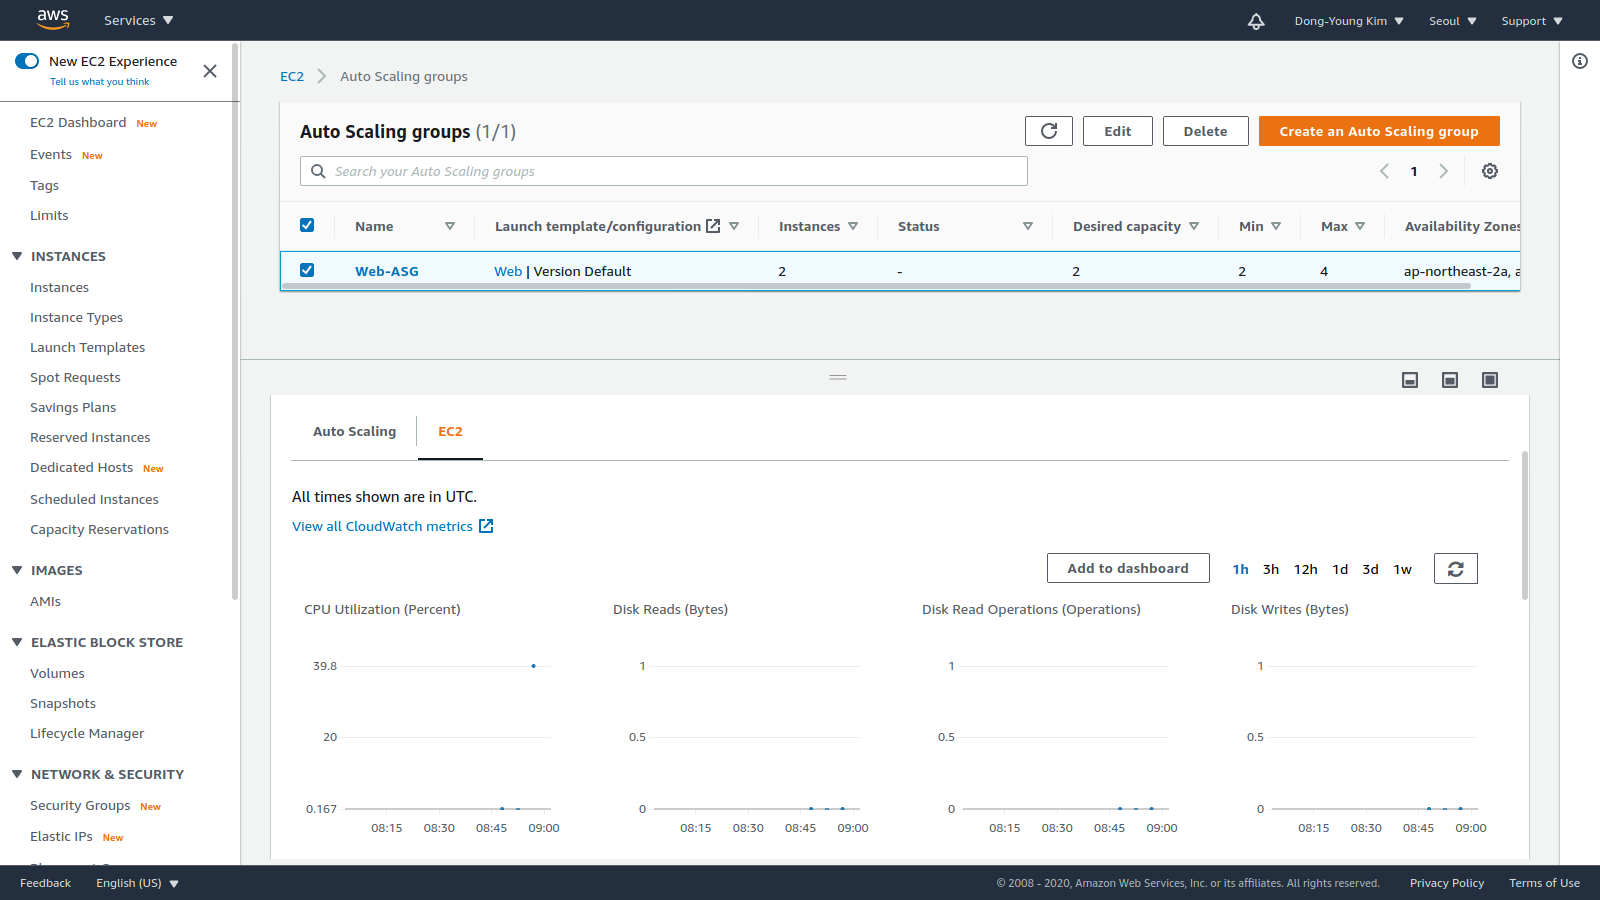 aws
Services
Dong-Young Kim
Seoul
Support
New EC2 Experience
Tell us what you think
EC2 Dashboard New
Events New
Tags
Limits
INSTANCES
Instances
Instance Types
Launch Templates
Spot Requests
Savings Plans
Reserved Instances
Dedicated Hosts New
Scheduled Instances
Capacity Reservations
IMAGES
AMIs
ELASTIC BLOCK STORE
Volumes
Snapshots
Lifecycle Manager
NETWORK & SECURITY
Security Groups New
Elastic IPs New
EC2 Auto Scaling groups
Auto Scaling groups (1/1)
Edit
Delete
Create an Auto Scaling group
Search your Auto Scaling groups
1
Name Launch template/configuration Instances Status Desired capacity Min Max Availability Zones
Web-ASG Web | Version Default 2 - 2 2 4 ap-northeast-2a, a
Auto Scaling
EC2
All times shown are in UTC.
View all CloudWatch metrics
Add to dashboard
1h 3h 12h 1d 3d 1w
CPU Utilization (Percent)
39.8
20
0.167
08:15 08:30 08:45 09:00
Disk Reads (Bytes)
1
0.5
0
08:15 08:30 08:45 09:00
Disk Read Operations (Operations)
1
0.5
0
08:15 08:30 08:45 09:00
Disk Writes (Bytes)
1
0.5
0
08:15 08:30 08:45 09:00
Feedback
English (US)
© 2008 - 2020, Amazon Web Services, Inc. or its affiliates. All rights reserved.
Privacy Policy
Terms of Use